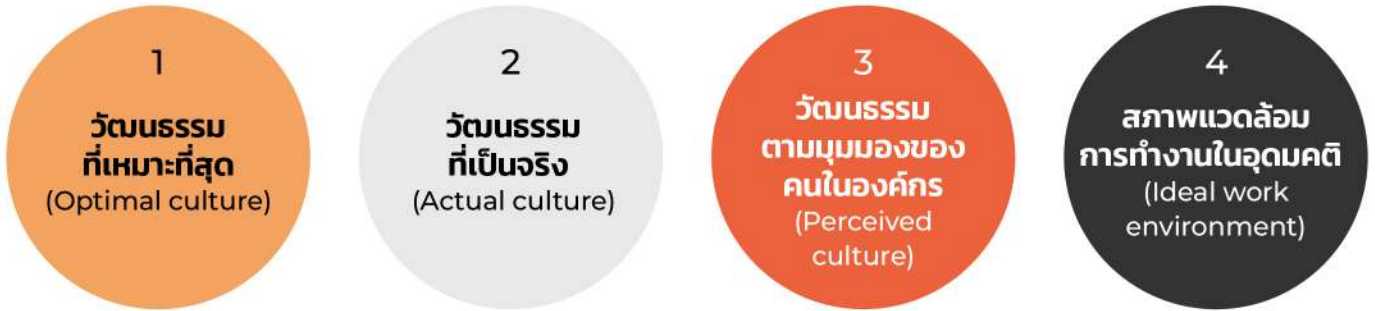 1
วัฒนธรรม
ที่เหมาะที่สุด
(Optimal culture)
2
วัฒนธรรม
ที่เป็นจริง
(Actual culture)
3
วัฒนธรรม
ตามมุมมองของ
คนในองค์กร
(Perceived
culture)
4
สภาพแวดล้อม
การทำงานในอุดมคติ
(Ideal work
environment)